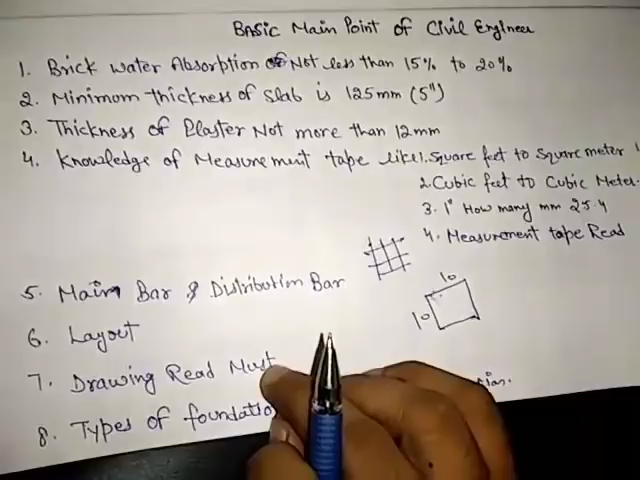 BASIC Main Point of Civil Engineer
1. Brick water Absorption of Not less than 15% to 20%
2. Minimum thickness of slab is 125mm (5")
3. Thickness of Plaster Not more than 12mm
4. Knowledge of Measurement tape like 1. Square feet to Square meter
2. Cubic feet to Cubic Meter.
3. 1" How many mm 25.4
4. Measurement tape Read
5. Main Bar & Distribution Bar
10
10
6. Layout
7. Drawing Read Must
8. Types of foundatio